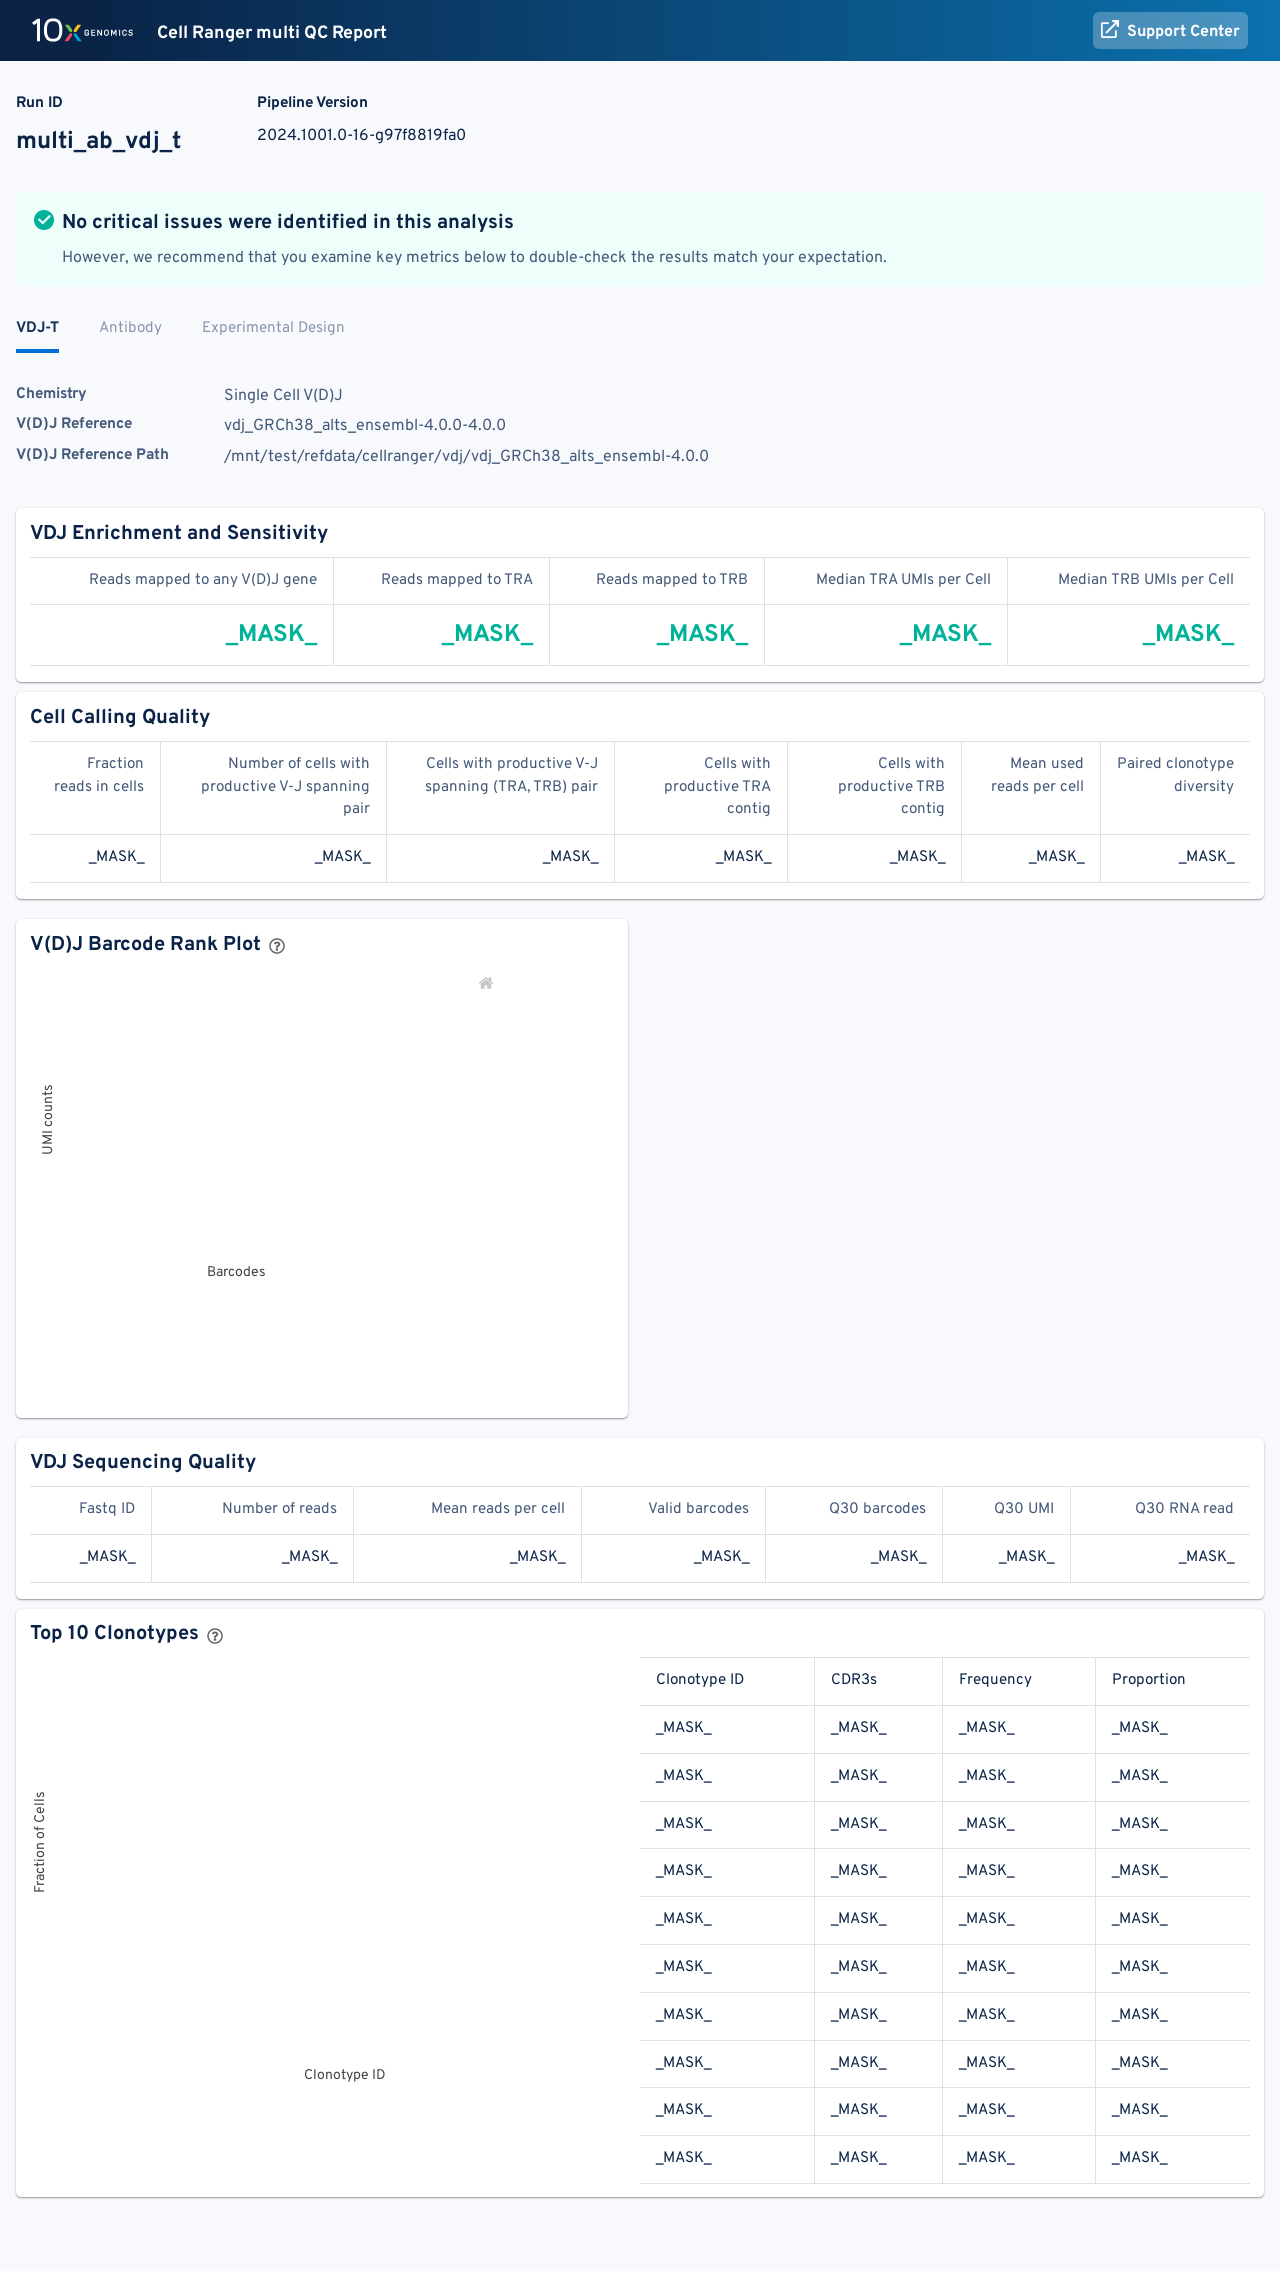 10x GENOMICS Cell Ranger multi QC Report Support Center
Run ID Pipeline Version
multi_ab_vdj_t 2024.1001.0-16-g97f8819fa0
No critical issues were identified in this analysis
However, we recommend that you examine key metrics below to double-check the results match your expectation.
VDJ-T Antibody Experimental Design
Chemistry Single Cell V(D)J
V(D)J Reference vdj_GRCh38_alts_ensembl-4.0.0-4.0.0
V(D)J Reference Path /mnt/test/refdata/cellranger/vdj/vdj_GRCh38_alts_ensembl-4.0.0
VDJ Enrichment and Sensitivity
Reads mapped to any V(D)J gene Reads mapped to TRA Reads mapped to TRB Median TRA UMIs per Cell Median TRB UMIs per Cell
_MASK_ _MASK_ _MASK_ _MASK_ _MASK_
Cell Calling Quality
Fraction Number of cells with Cells with productive V-J Cells with Cells with Mean used Paired clonotype
reads in cells productive V-J spanning spanning (TRA, TRB) pair productive TRA productive TRB reads per cell diversity
pair contig contig
_MASK_ _MASK_ _MASK_ _MASK_ _MASK_ _MASK_ _MASK_
V(D)J Barcode Rank Plot
UMI counts
Barcodes
VDJ Sequencing Quality
Fastq ID Number of reads Mean reads per cell Valid barcodes Q30 barcodes Q30 UMI Q30 RNA read
_MASK_ _MASK_ _MASK_ _MASK_ _MASK_ _MASK_ _MASK_
Top 10 Clonotypes
Fraction of Cells
Clonotype ID
Clonotype ID CDR3s Frequency Proportion
_MASK_ _MASK_ _MASK_ _MASK_
_MASK_ _MASK_ _MASK_ _MASK_
_MASK_ _MASK_ _MASK_ _MASK_
_MASK_ _MASK_ _MASK_ _MASK_
_MASK_ _MASK_ _MASK_ _MASK_
_MASK_ _MASK_ _MASK_ _MASK_
_MASK_ _MASK_ _MASK_ _MASK_
_MASK_ _MASK_ _MASK_ _MASK_
_MASK_ _MASK_ _MASK_ _MASK_
_MASK_ _MASK_ _MASK_ _MASK_